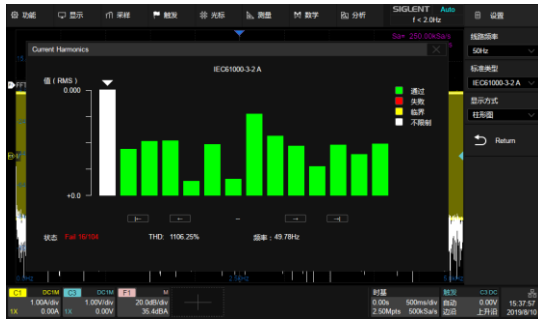 功能 显示 采样 触发 光标 测量 数学 分析 SIGLENT Auto 设置
f < 2.0Hz
Sa= 250.00kSa/s
线路频率
50Hz
标准类型
IEC61000-3-2 A
显示方式
柱形图
Return
Current Harmonics
IEC61000-3-2 A
值 ( RMS )
0.000
+0.0
通过
失败
临界
不限制
状态 Fail 16/104 THD: 1106.25% 频率 : 49.78Hz
C1 DC1M C3 DC1M F1 M 时基 触发 C3 DC
1.00A/div 1.00V/div 20.0dB/div 0.00s 500ms/div 自动 0.00V 15:37:57
1X 0.00A 1X 0.00V 35.4dBA 2.50Mpts 500kSa/s 边沿 上升沿 2019/8/10